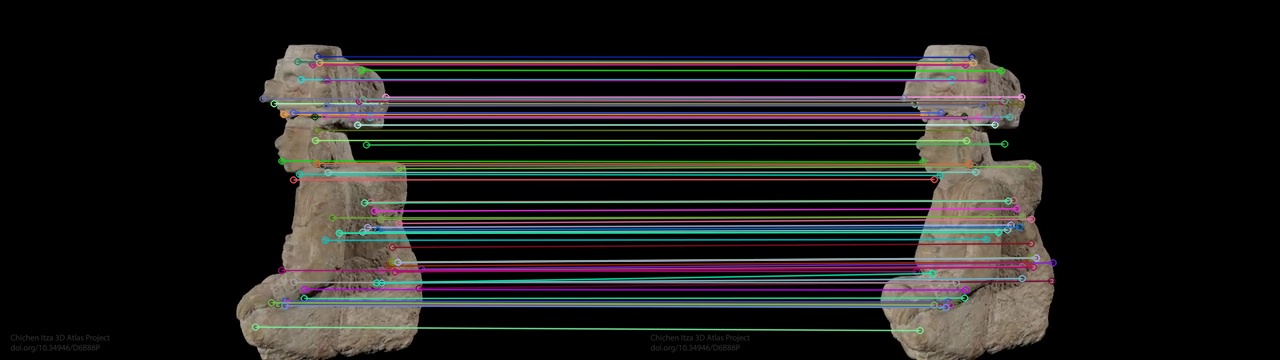 Chichen Itza 3D Atlas Project
doi.org/10.34946/D6B88P
Chichen Itza 3D Atlas Project
doi.org/10.34946/D6B88P